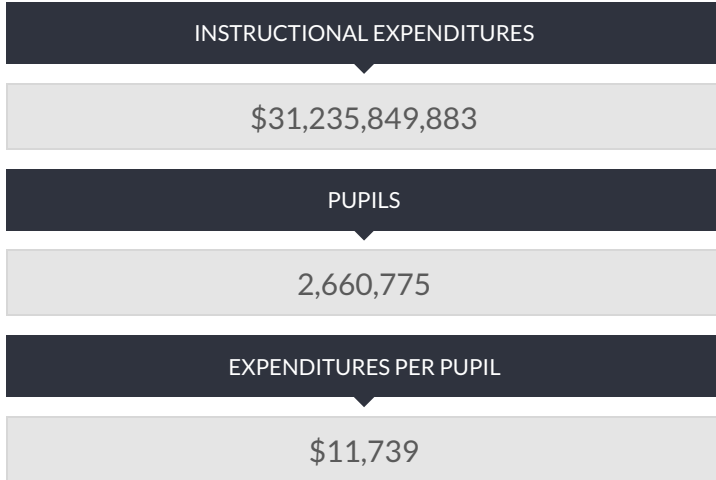 INSTRUCTIONAL EXPENDITURES
$31,235,849,883
PUPILS
2,660,775
EXPENDITURES PER PUPIL
$11,739